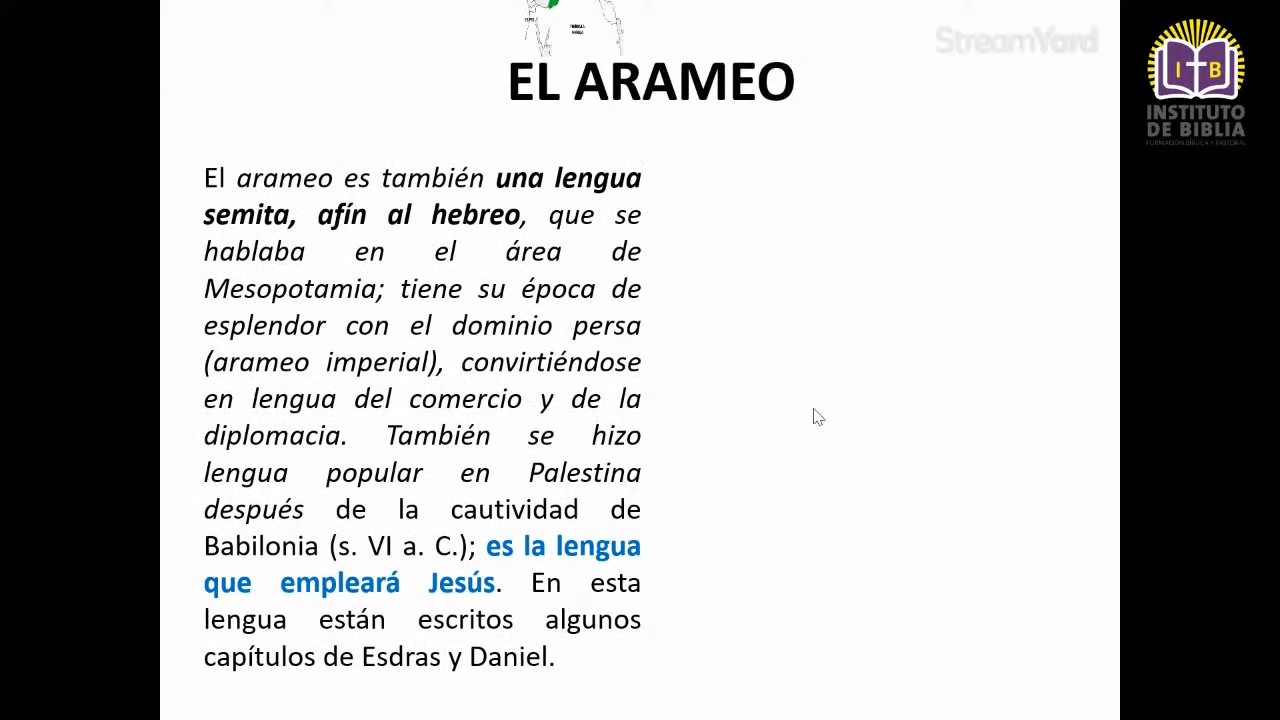 StreamYard
EL ARAMEO
I B
INSTITUTO
DE BIBLIA
FORMACIÓN BÍBLICA Y PASTORAL
El arameo es también una lengua
semita, afín al hebreo, que se
hablaba en el área de
Mesopotamia; tiene su época de
esplendor con el dominio persa
(arameo imperial), convirtiéndose
en lengua del comercio y de la
diplomacia. También se hizo
lengua popular en Palestina
después de la cautividad de
Babilonia (s. VI a. C.); es la lengua
que empleará Jesús. En esta
lengua están escritos algunos
capítulos de Esdras y Daniel.